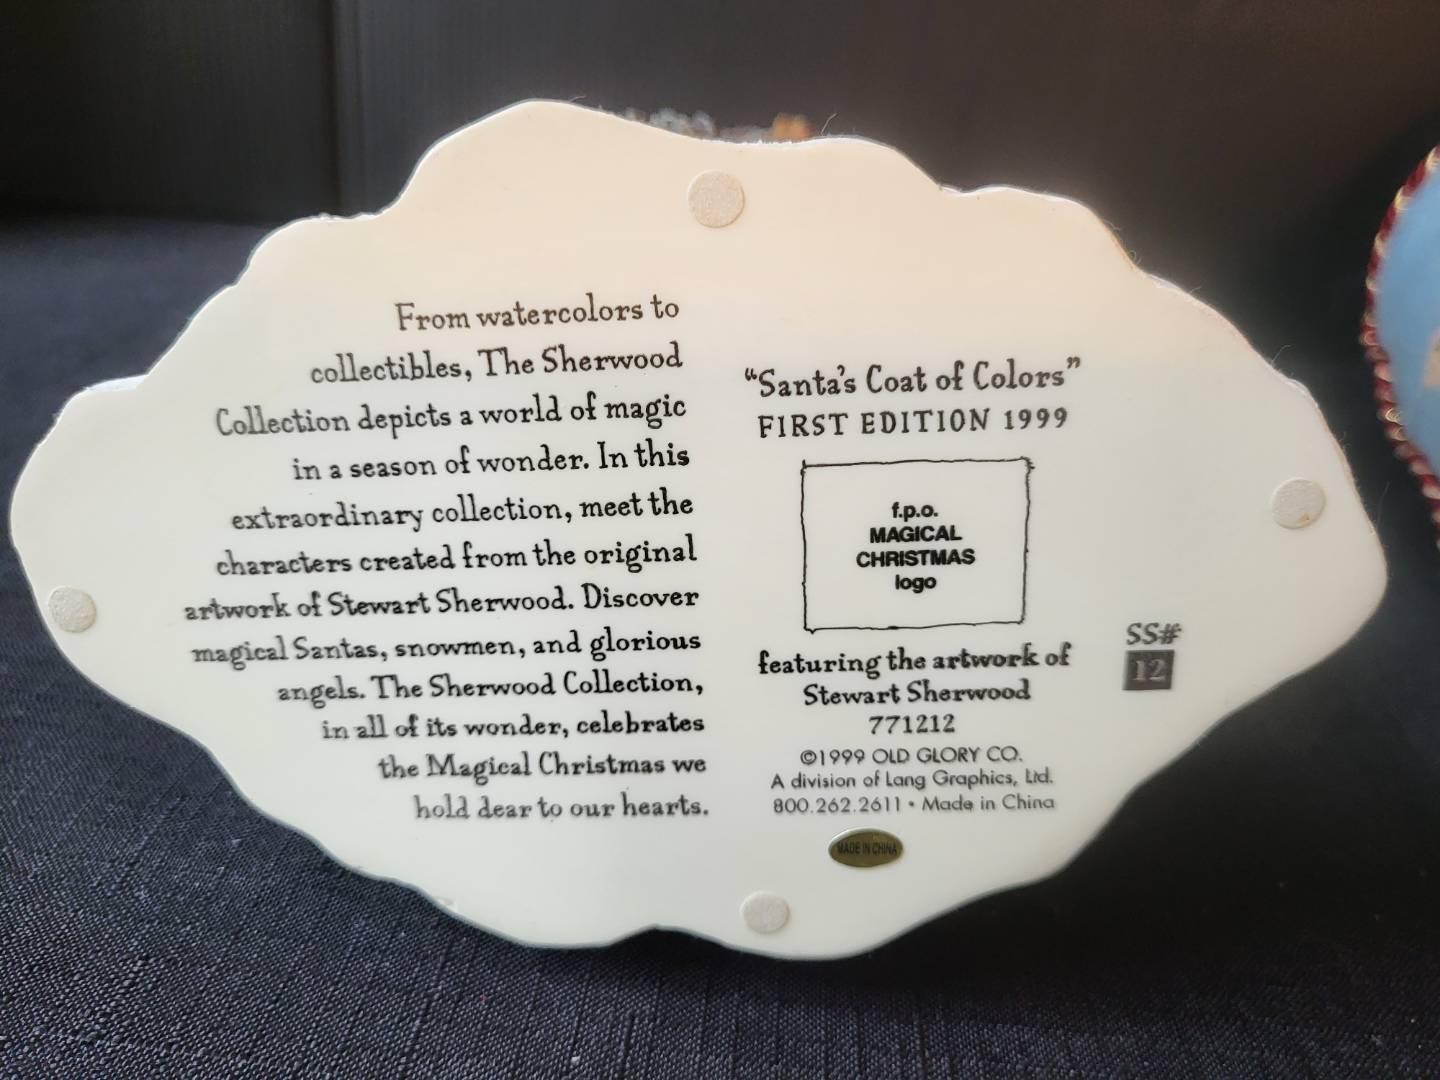 From watercolors to
collectibles, The Sherwood
Collection depicts a world of magic
in a season of wonder. In this
extraordinary collection, meet the
characters created from the original
artwork of Stewart Sherwood. Discover
magical Santas, snowmen, and glorious
angels. The Sherwood Collection,
in all of its wonder, celebrates
the Magical Christmas we
hold dear to our hearts.
“Santa's Coat of Colors”
FIRST EDITION 1999
f.p.o.
MAGICAL
CHRISTMAS
logo
featuring the artwork of
Stewart Sherwood
771212
©1999 OLD GLORY CO.
A division of Lang Graphics, Ltd.
800.262.2611 • Made in China
MADE IN CHINA
SS#
12